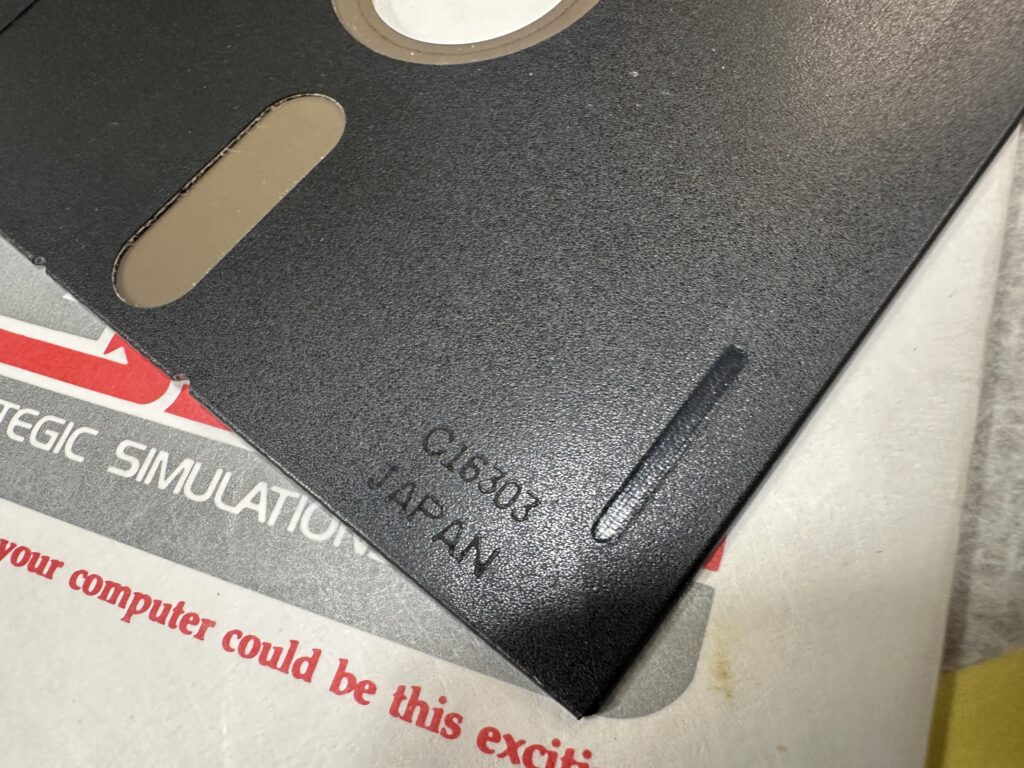 C16303
JAPAN
TEGIC SIMULATION
your computer could be this exciti